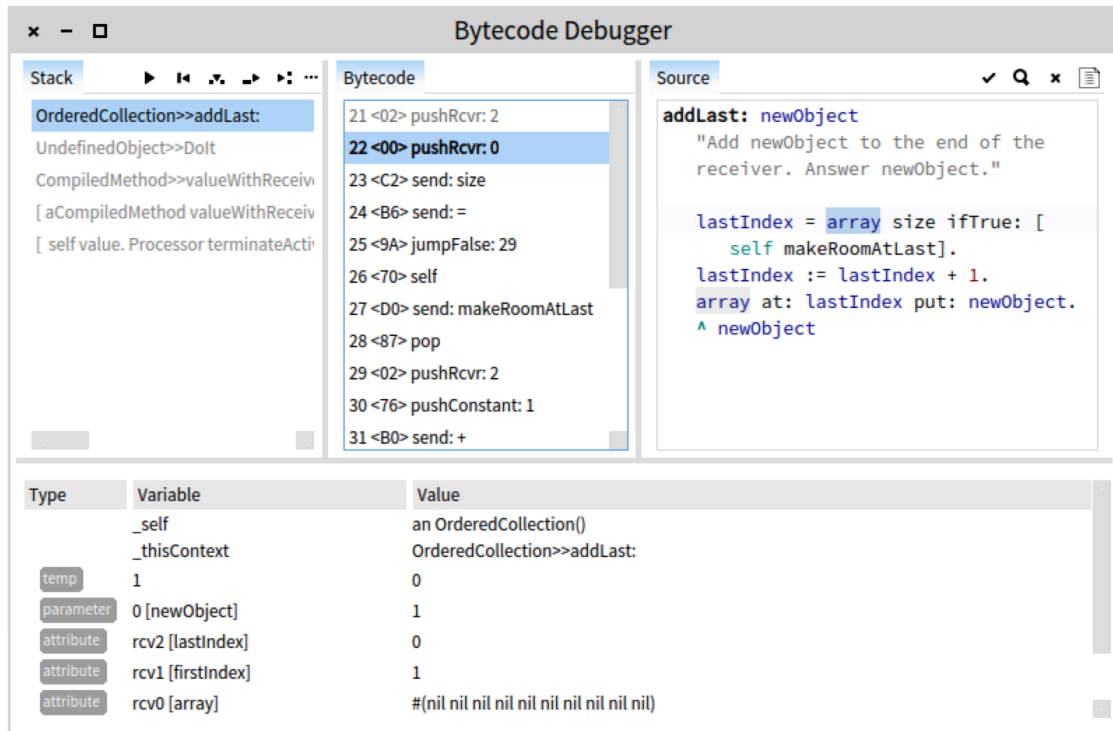 Bytecode Debugger
Stack
OrderedCollection>>addLast:
UndefinedObject>>DoIt
CompiledMethod>>valueWithReceive
[ aCompiledMethod valueWithReceiv
[ self value. Processor terminateActiv
Bytecode
21 <02> pushRcvr: 2
22 <00> pushRcvr: 0
23 <C2> send: size
24 <B6> send: =
25 <9A> jumpFalse: 29
26 <70> self
27 <D0> send: makeRoomAtLast
28 <87> pop
29 <02> pushRcvr: 2
30 <76> pushConstant: 1
31 <B0> send: +
Source
addLast: newObject
"Add newObject to the end of the
receiver. Answer newObject."
lastIndex = array size ifTrue: [
self makeRoomAtLast].
lastIndex := lastIndex + 1.
array at: lastIndex put: newObject.
^ newObject
Type Variable Value
_self an OrderedCollection()
_thisContext OrderedCollection>>addLast:
temp 1 0
parameter 0 [newObject] 1
attribute rcv2 [lastIndex] 0
attribute rcv1 [firstIndex] 1
attribute rcv0 [array] #(nil nil nil nil nil nil nil nil nil nil)